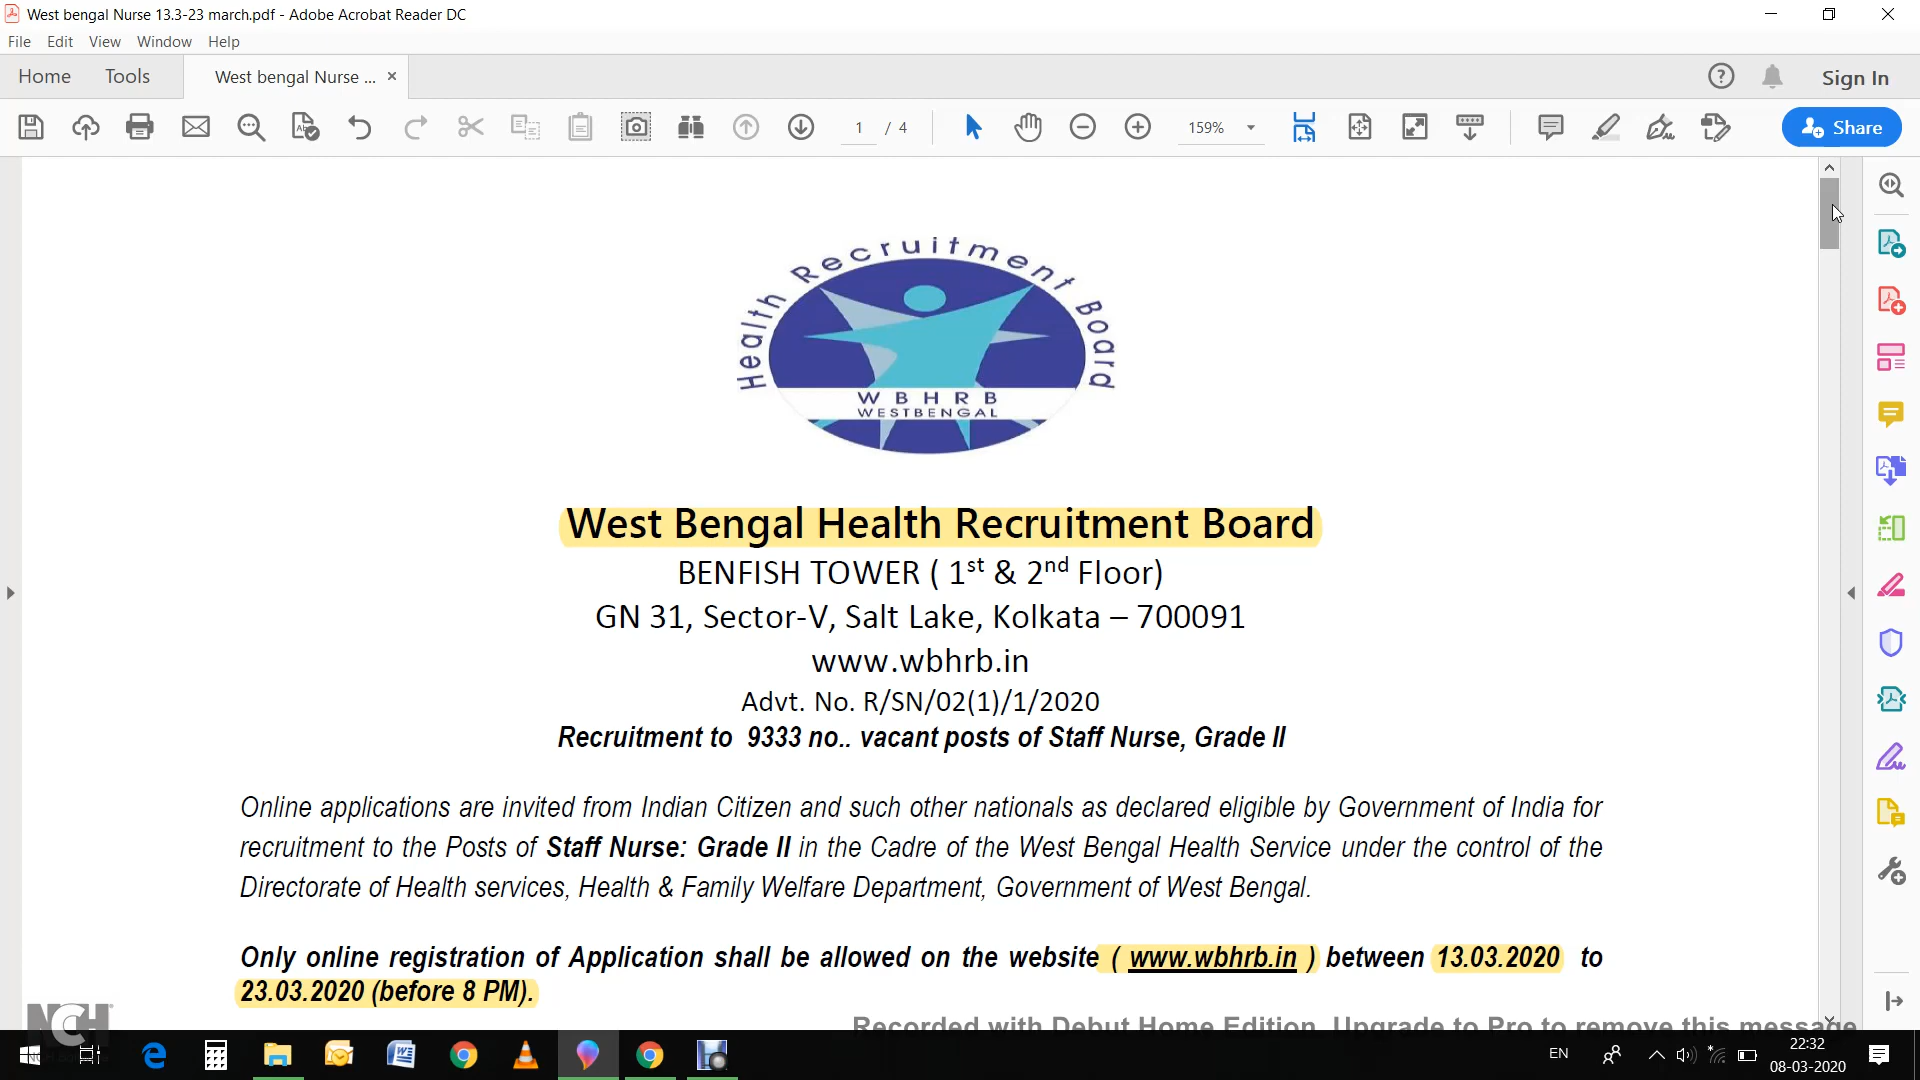 West bengal Nurse 13.3-23 march.pdf - Adobe Acrobat Reader DC
File Edit View Window Help
Home Tools West bengal Nurse ... × Sign In
1 / 4 159% Share
Health Recruitment Board
WBHRB
WESTBENGAL
West Bengal Health Recruitment Board
BENFISH TOWER ( 1st & 2nd Floor)
GN 31, Sector-V, Salt Lake, Kolkata – 700091
www.wbhrb.in
Advt. No. R/SN/02(1)/1/2020
Recruitment to 9333 no.. vacant posts of Staff Nurse, Grade II
Online applications are invited from Indian Citizen and such other nationals as declared eligible by Government of India for
recruitment to the Posts of Staff Nurse: Grade II in the Cadre of the West Bengal Health Service under the control of the
Directorate of Health services, Health & Family Welfare Department, Government of West Bengal.
Only online registration of Application shall be allowed on the website ( www.wbhrb.in ) between 13.03.2020 to
23.03.2020 (before 8 PM).
NCH
Recorded with Debut Home Edition. Upgrade to Pro to remove this message
EN
22:32
08-03-2020